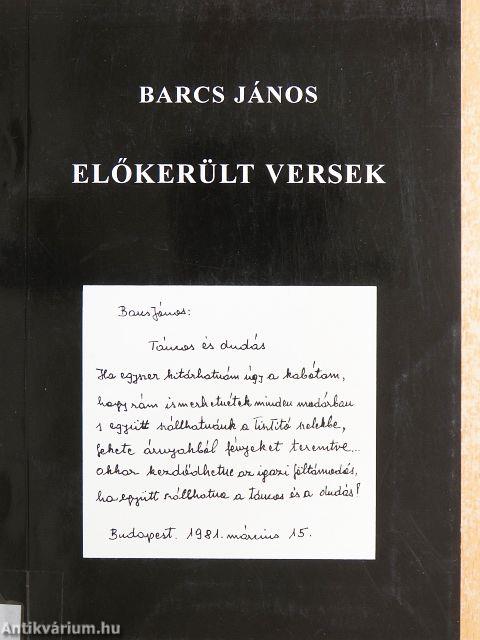 BARCS JÁNOS
ELŐKERÜLT VERSEK
Barcs János:
Táncos és dudás
Ha egyszer kitárhatnám úgy a kabátom,
hogy rám ismerhetnétek minden madárban
s együtt szállhatnánk a Tintító szelekbe,
fekete árnyakból fényeket teremtve...
akkor kezdődhetne az igazi föltámadás,
ha együtt szállhatna a táncos és a dudás!
Budapest. 1981. március 15.
Antikvárium.hu